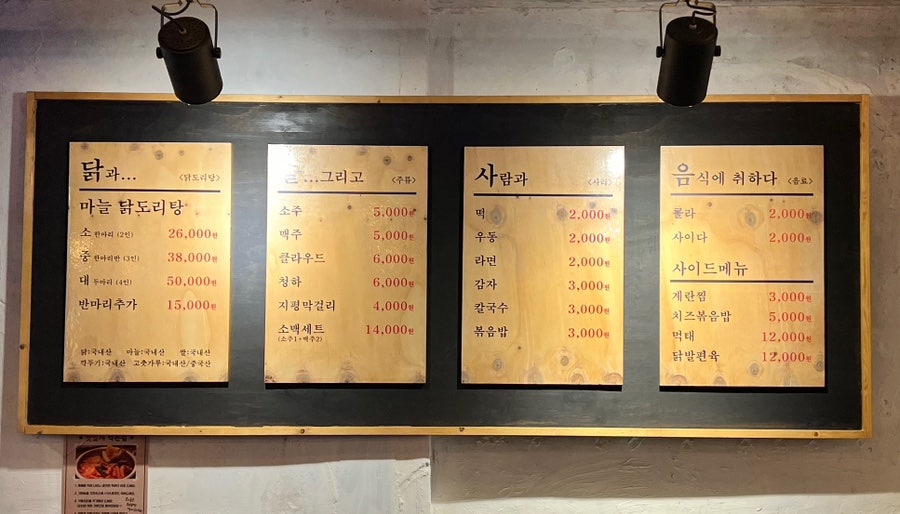 닭과... <닭도리탕>
마늘 닭도리탕
소 한마리 (2인) 26,000원
중 한마리반 (3인) 38,000원
대 두마리 (4인) 50,000원
반마리추가 15,000원
닭:국내산 마늘:국내산 쌀:국내산
깍두기:국내산 고춧가루:국내산/중국산
...그리고 <주류>
소주 5,000원
맥주 5,000원
클라우드 6,000원
청하 6,000원
지평막걸리 4,000원
소맥세트 14,000원
(소주1+맥주2)
사람과 <사리>
떡 2,000원
우동 2,000원
라면 2,000원
감자 3,000원
칼국수 3,000원
볶음밥 3,000원
음식에 취하다 <음료>
콜라 2,000원
사이다 2,000원
사이드메뉴
계란찜 3,000원
치즈볶음밥 5,000원
먹태 12,000원
닭발편육 12,000원